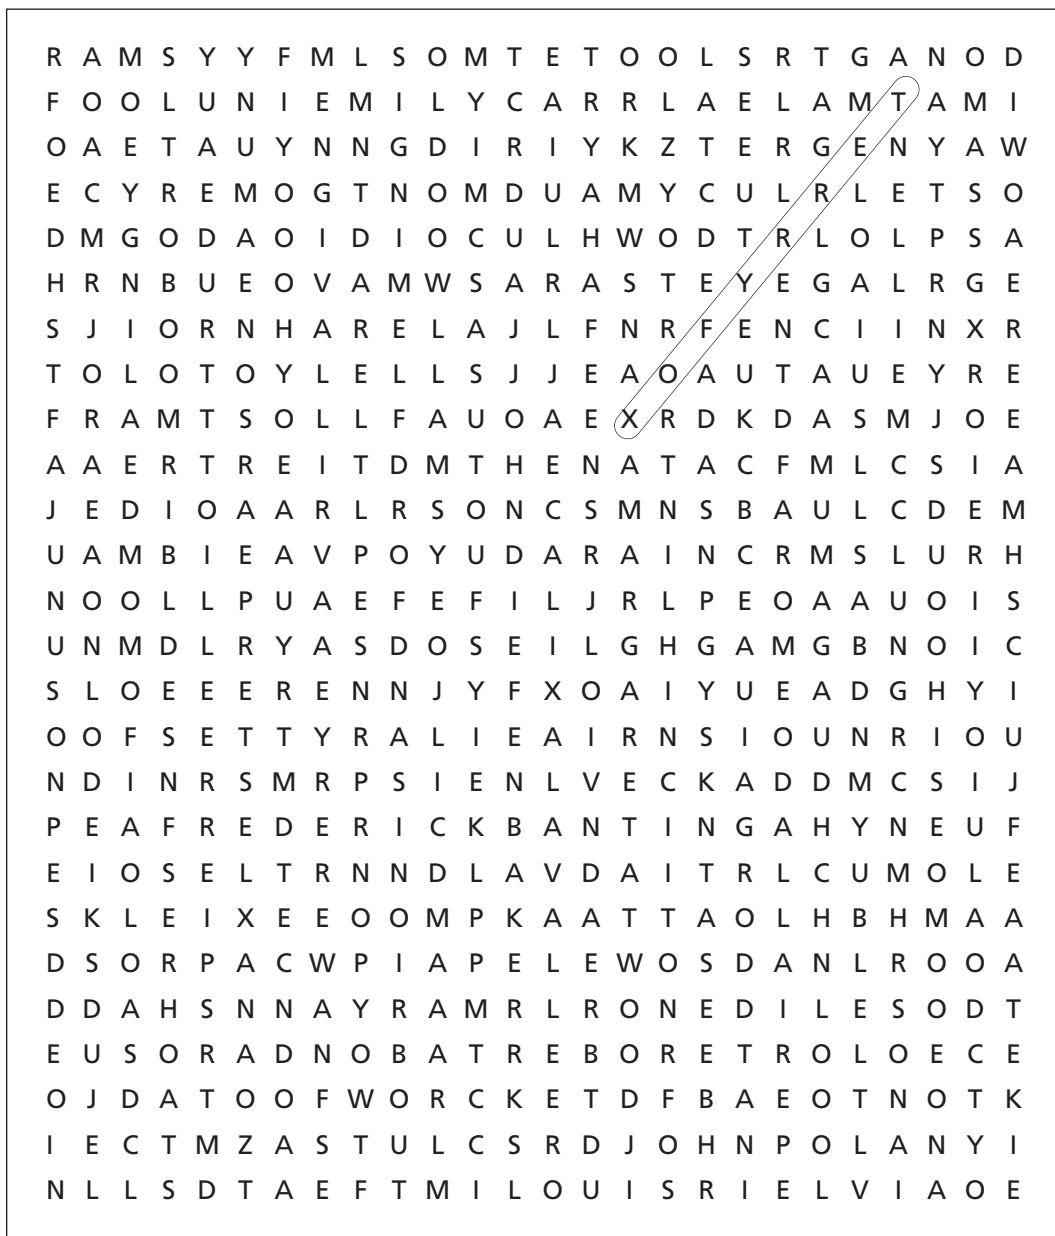 R A M S Y Y F M L S O M T E T O O L S R T G A N O D
F O O L U N I E M I L Y C A R R L A E L A M T A M I
O A E T A U Y N N G D I R I Y K Z T E R G E N Y A W
E C Y R E M O G T N O M D U A M Y C U L R L E T S O
D M G O D A O I D I O C U L H W O D T R L O L P S A
H R N B U E O V A M W S A R A S T E Y E G A L R G E
S J I O R N H A R E L A J L F N R F E N C I I N X R
T O L O T O Y L E L L S J J E A O A U T A U E Y R E
F R A M T S O L L F A U O A E X R D K D A S M J O E
A A E R T R E I T D M T H E N A T A C F M L C S I A
J E D I O A A R L R S O N C S M N S B A U L C D E M
U A M B I E A V P O Y U D A R A I N C R M S L U R H
N O O L L P U A E F E F I L J R L P E O A A U O I S
U N M D L R Y A S D O S E I L G H G A M G B N O I C
S L O E E E R E N N J Y F X O A I Y U E A D G H Y I
O O F S E T T Y R A L I E A I R N S I O U N R I O U
N D I N R S M R P S I E N L V E C K A D D M C S I J
P E A F R E D E R I C K B A N T I N G A H Y N E U F
E I O S E L T R N N D L A V D A I T R L C U M O L E
S K L E I X E E O O M P K A A T T A O L H B H M A A
D S O R P A C W P I A P E L E W O S D A N L R O O A
D D A H S N N A Y R A M R L R O N E D I L E S O D T
E U S O R A D N O B A T R E B O R E T R O L O E C E
O J D A T O O F W O R C K E T D F B A E O T N O T K
I E C T M Z A S T U L C S R D J O H N P O L A N Y I
N L L S D T A E F T M I L O U I S R I E L V I A O E